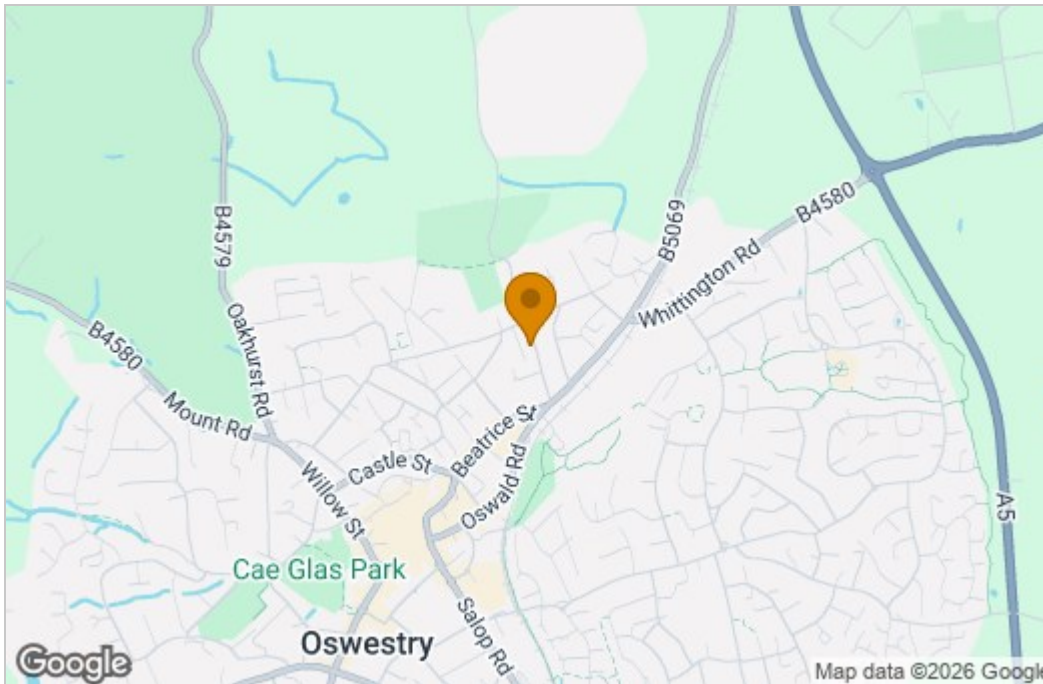 B4579
B5069
B4580
Whittington Rd
B4580
Oakhurst Rd
Mount Rd
Beatrice St
Castle St
Willow St
Oswald Rd
A5
Cae Glas Park
Salop Rd
Oswestry
Google
Map data ©2026 Google